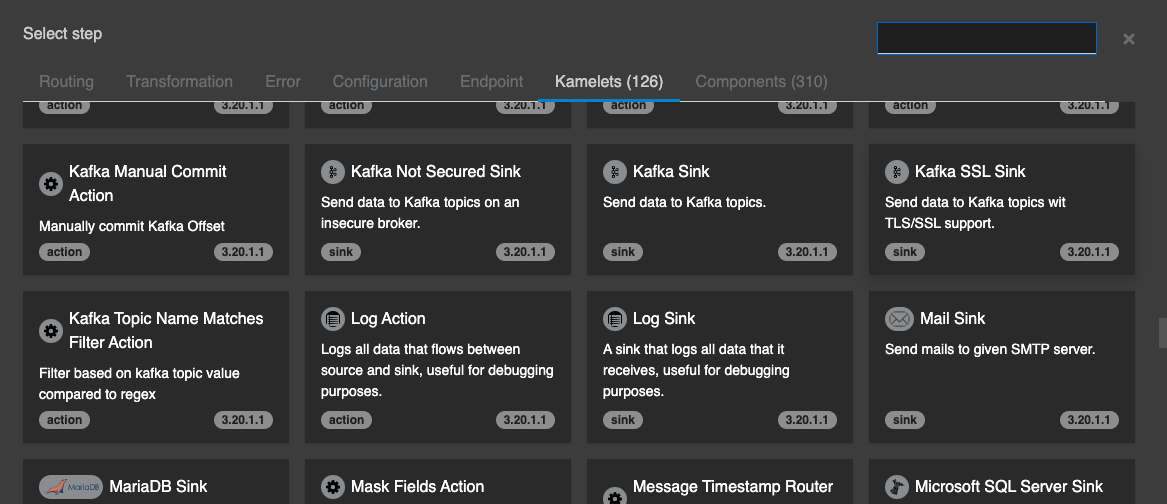 Select step
Routing Transformation Error Configuration Endpoint Kamelets (126) Components (310)
action 3.20.1.1 action 3.20.1.1 action 3.20.1.1 action 3.20.1.1
Kafka Manual Commit
Action
Manually commit Kafka Offset
action 3.20.1.1
Kafka Not Secured Sink
Send data to Kafka topics on an
insecure broker.
sink 3.20.1.1
Kafka Sink
Send data to Kafka topics.
sink 3.20.1.1
Kafka SSL Sink
Send data to Kafka topics wit
TLS/SSL support.
sink 3.20.1.1
Kafka Topic Name Matches
Filter Action
Filter based on kafka topic value
compared to regex
action 3.20.1.1
Log Action
Logs all data that flows between
source and sink, useful for debugging
purposes.
action 3.20.1.1
Log Sink
A sink that logs all data that it
receives, useful for debugging
purposes.
sink 3.20.1.1
Mail Sink
Send mails to given SMTP server.
sink 3.20.1.1
MariaDB MariaDB Sink
Mask Fields Action
Message Timestamp Router
Microsoft SQL Server Sink